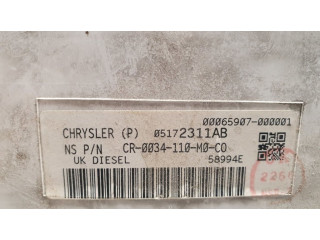 00065907-000001
CHRYSLER (P) 05172311AB
NS P/N CR-0034-110-M0-C0
UK DIESEL 58994E